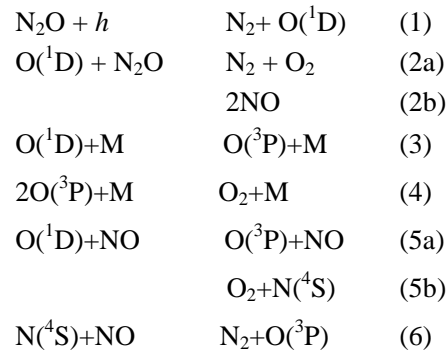 N₂O + h N₂+ O(¹D) (1)
O(¹D) + N₂O N₂ + O₂ (2a)
2NO (2b)
O(¹D)+M O(³P)+M (3)
2O(³P)+M O₂+M (4)
O(¹D)+NO O(³P)+NO (5a)
O₂+N(⁴S) (5b)
N(⁴S)+NO N₂+O(³P) (6)